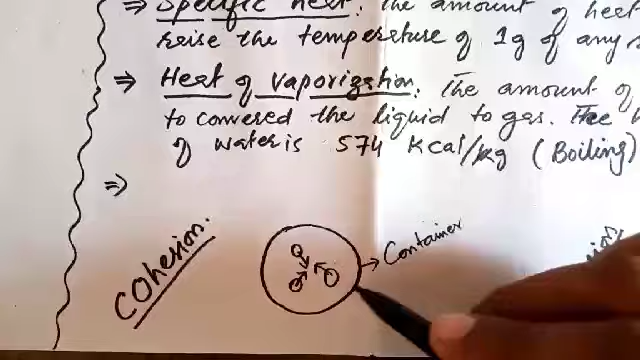 ⇒ Specific heat: the amount of heat
raise the temperature of 1g of any
⇒ Heat of vaporization: The amount of
to convered the liquid to gas. The
of water is 574 Kcal/kg (Boiling)
⇒
Cohesion.
→ Container